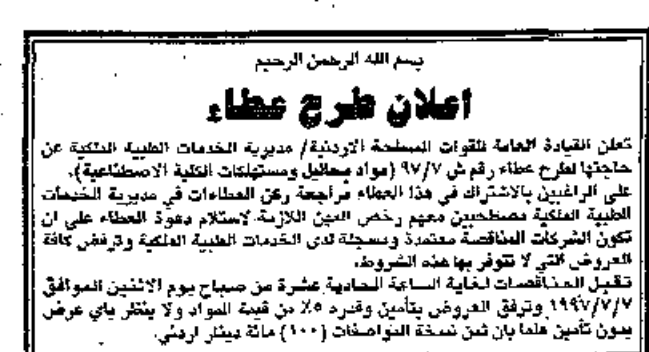 بسم الله الرحمن الرحيم
اعلان طرح عطاء
تعلن القيادة العامة للقوات المسلحة الاردنية/ مديرية الخدمات الطبية الملكية عن
حاجتها لطرح عطاء رقم ش ٩٧/٧ (مواد محاليل ومستهلكات الكلية الاصطناعية).
على الراغبين بالاشتراك في هذا العطاء مراجعة ركن العطاءات في مديرية الخدمات
الطبية الملكية مصطحبين معهم رخص المهن اللازمة لاستلام دعوة العطاء على ان
تكون الشركات المناقصة معتمدة ومسجلة لدى الخدمات الطبية الملكية وترفض كافة
العروض التي لا تتوفر بها هذه الشروط.
تقبل المناقصات لغاية الساعة الحادية عشرة من صباح يوم الاثنين الموافق
١٩٩٧/٧/٧ وترفق العروض بتأمين وقدره ٥٪ من قيمة المواد ولا ينظر باي عرض
بدون تأمين علما بان ثمن نسخة المواصفات (١٠٠) مائة دينار اردني.